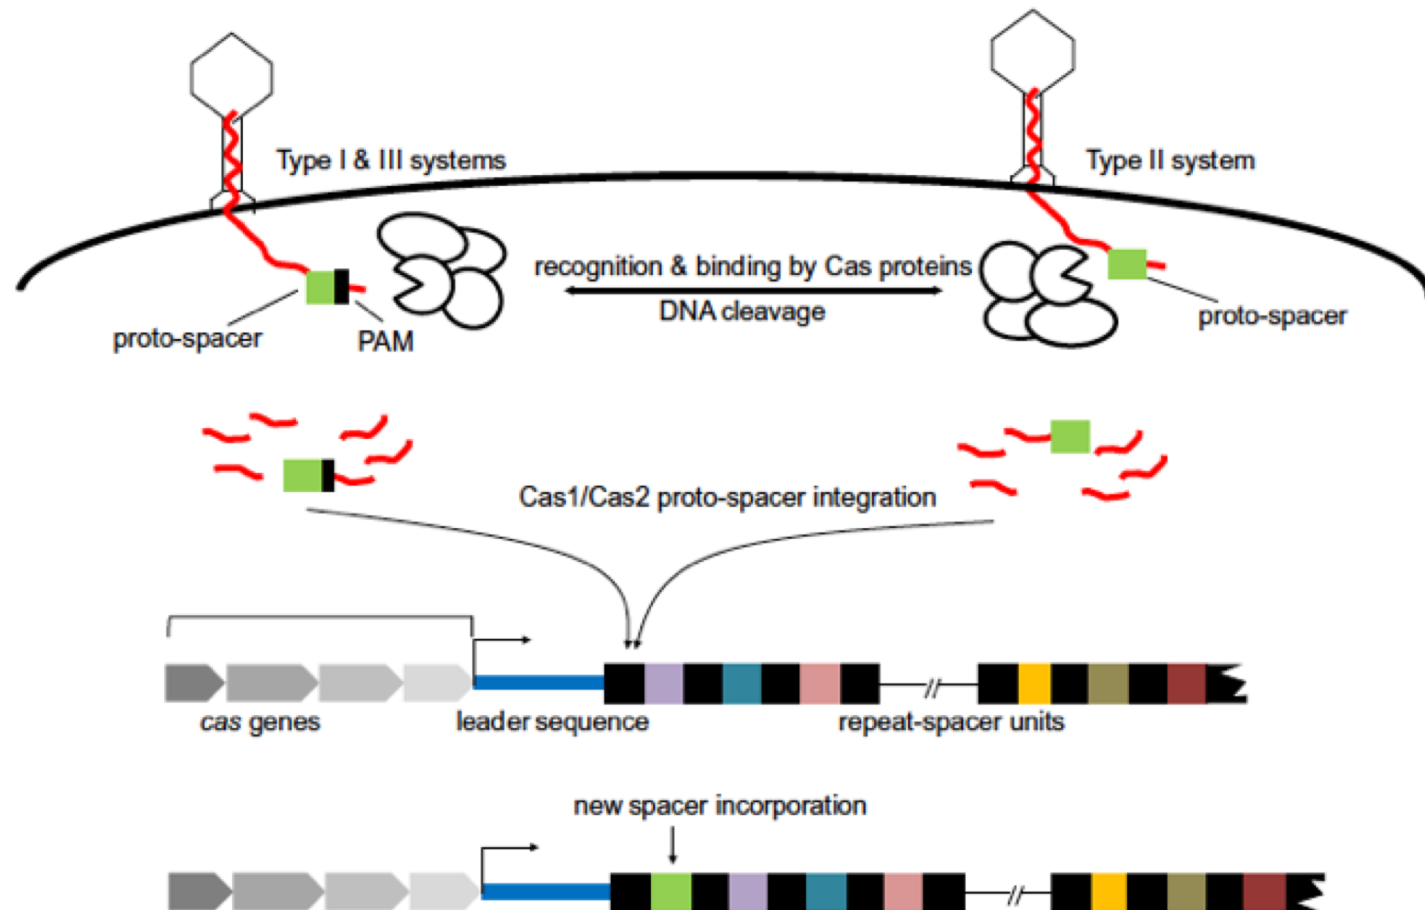 Type I & III systems
Type II system
recognition & binding by Cas proteins
DNA cleavage
proto-spacer
PAM
proto-spacer
Cas1/Cas2 proto-spacer integration
cas genes
leader sequence
repeat-spacer units
new spacer incorporation